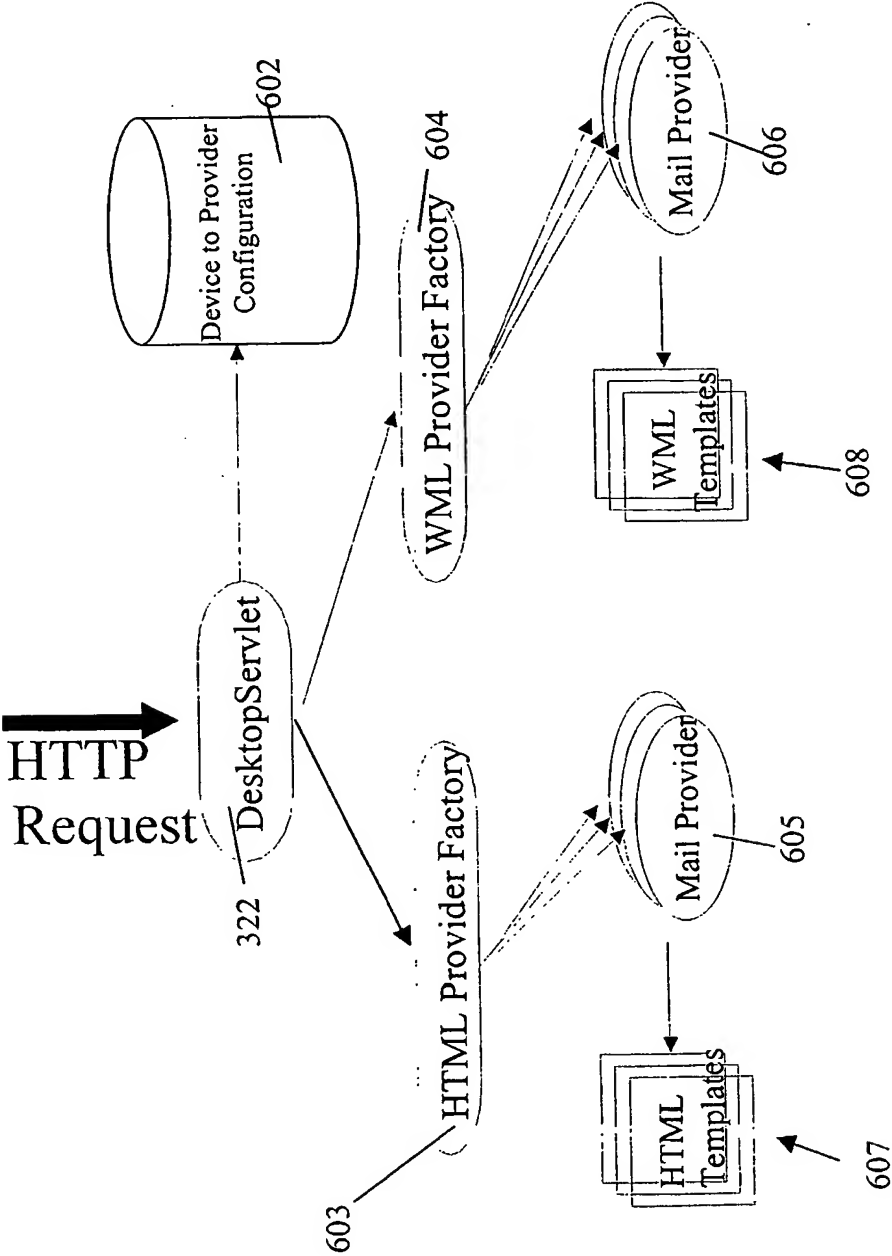 HTTP
Request
322
DesktopServlet
Device to Provider
Configuration
602
603
HTML Provider Factory
WML Provider Factory
604
HTML
Templates
607
Mail Provider
605
WML
Templates
608
Mail Provider
606